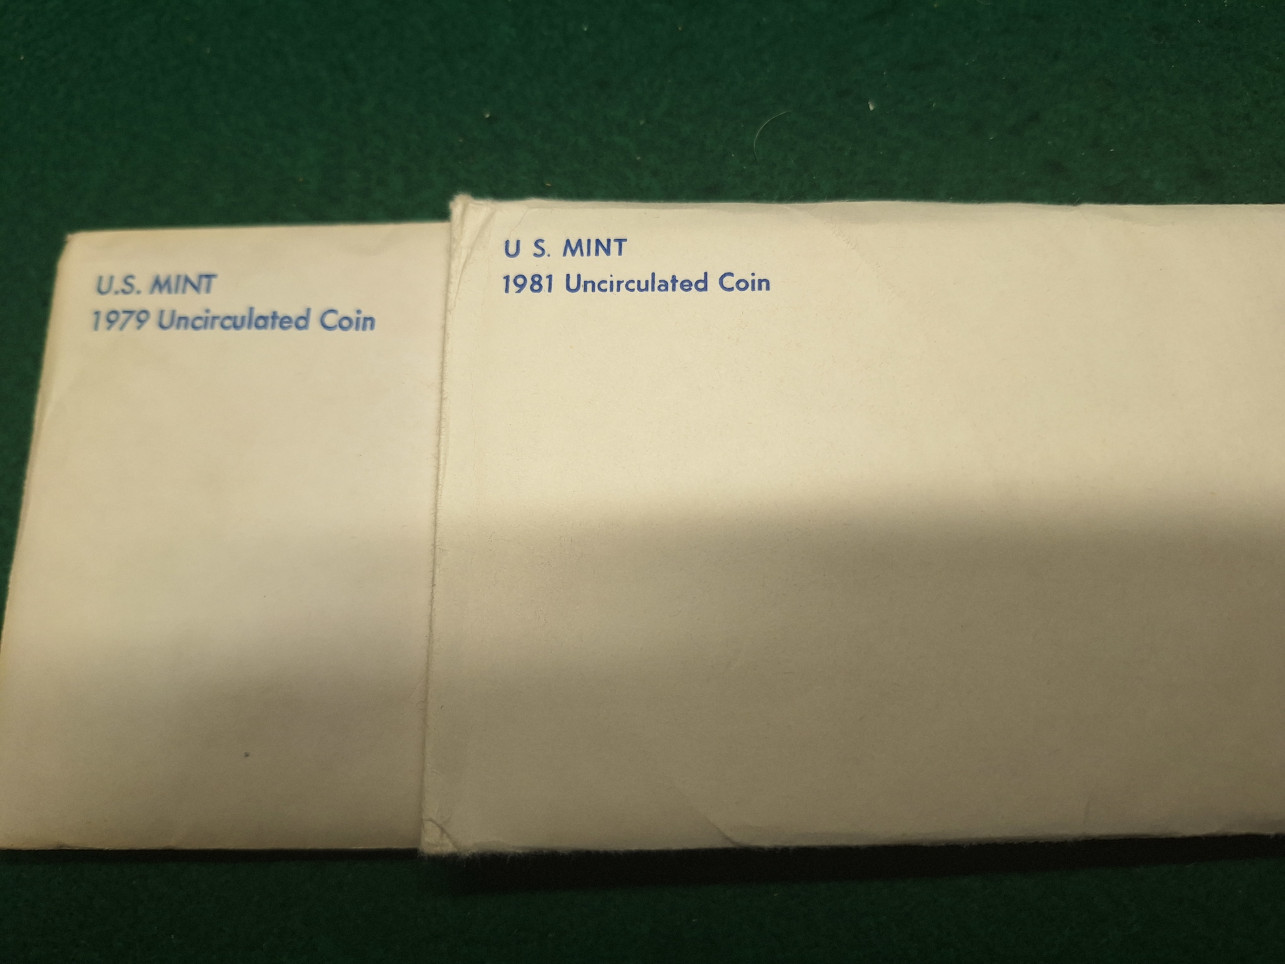 U.S. MINT
1979 Uncirculated Coin
U S. MINT
1981 Uncirculated Coin